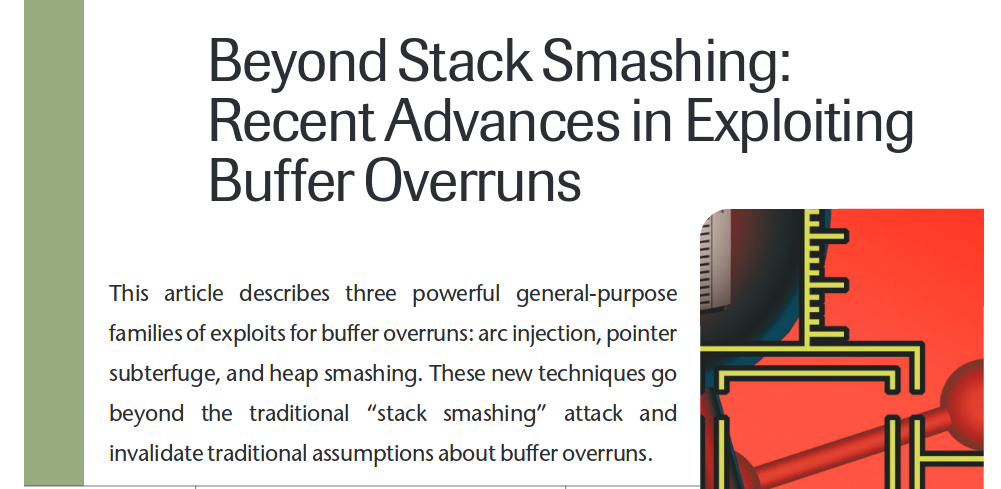 Beyond Stack Smashing:
Recent Advances in Exploiting
Buffer Overruns
This article describes three powerful general-purpose
families of exploits for buffer overruns: arc injection, pointer
subterfuge, and heap smashing. These new techniques go
beyond the traditional “stack smashing” attack and
invalidate traditional assumptions about buffer overruns.